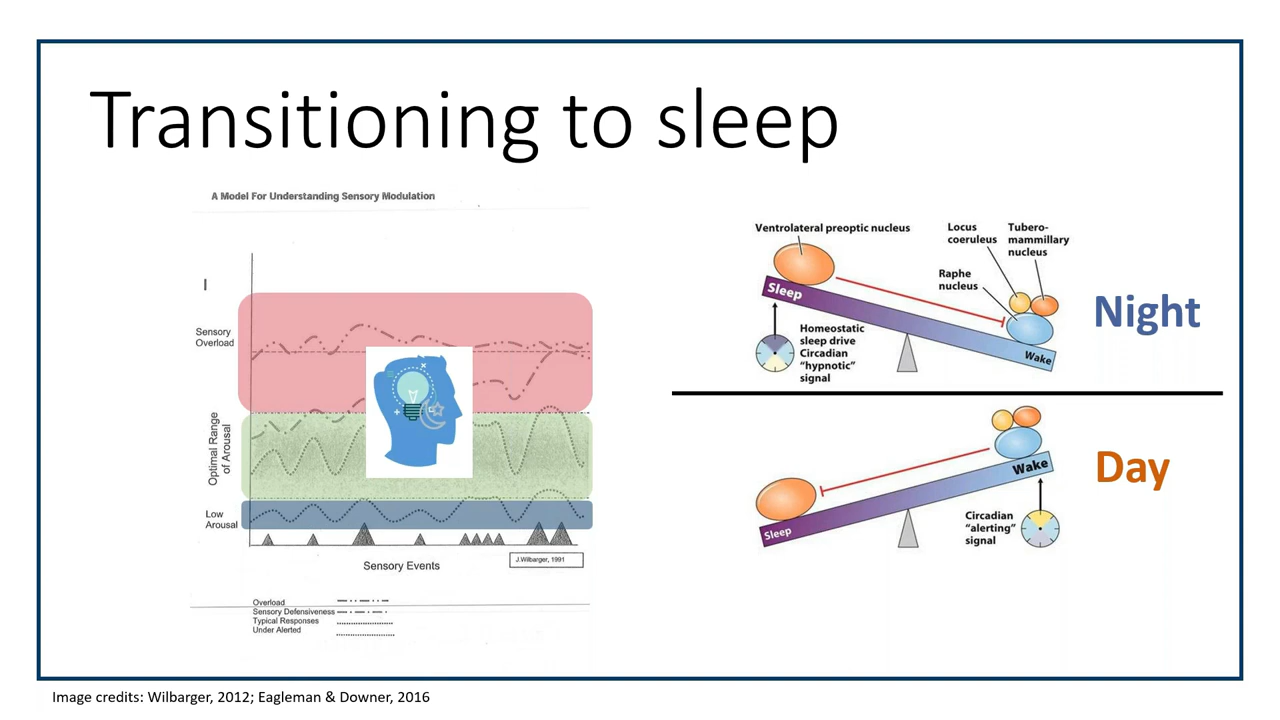 Transitioning to sleep
A Model For Understanding Sensory Modulation
I
Sensory
Overload
Optimal Range
of Arousal
Low
Arousal
Sensory Events
J.Wilbarger, 1991
Overload
Sensory Defensiveness
Typical Responses
Under Alerted
Ventrolateral preoptic nucleus
Locus
coeruleus
Tubero-
mammillary
nucleus
Raphe
nucleus
Sleep
Wake
Homeostatic
sleep drive
Circadian
“hypnotic”
signal
Night
Wake
Sleep
Circadian
“alerting”
signal
Day
Image credits: Wilbarger, 2012; Eagleman & Downer, 2016